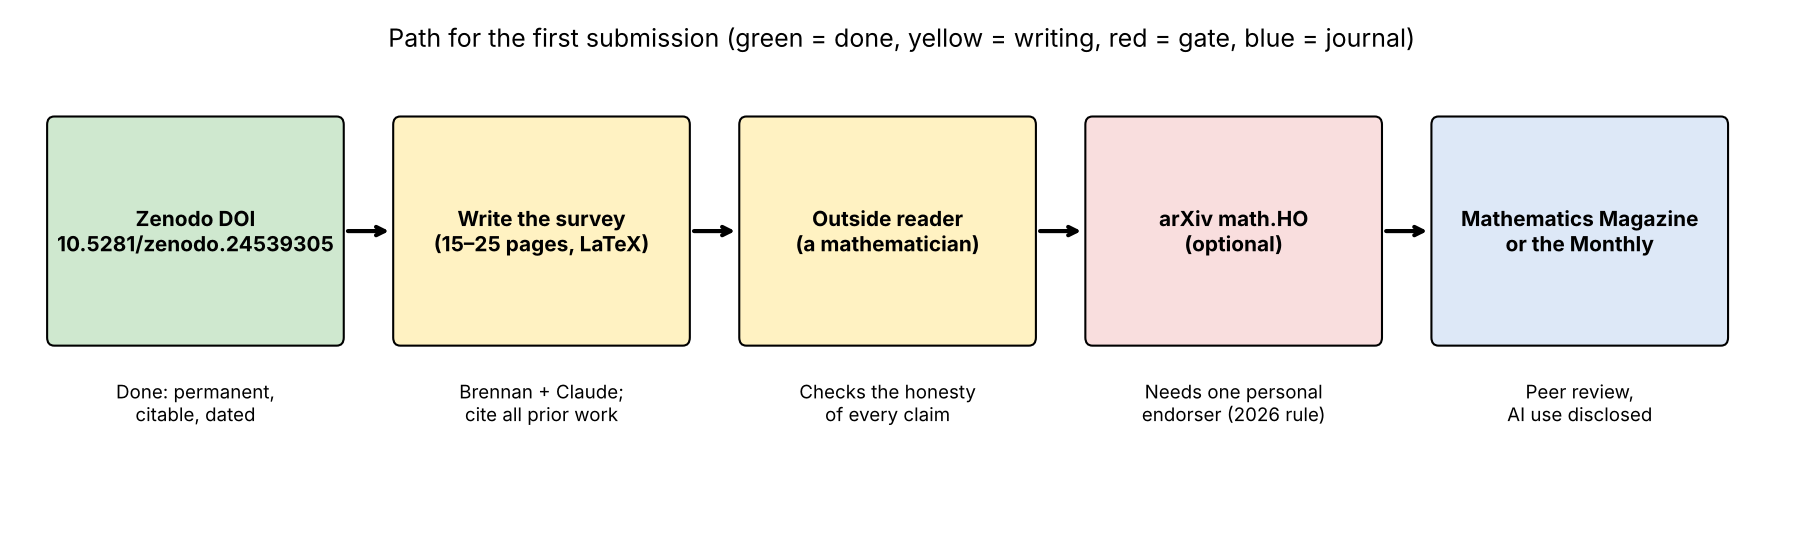 Path for the first submission (green = done, yellow = writing, red = gate, blue = journal)
Zenodo DOI
10.5281/zenodo.24539305
Write the survey
(15–25 pages, LaTeX)
Outside reader
(a mathematician)
arXiv math.HO
(optional)
Mathematics Magazine
or the Monthly
Done: permanent,
citable, dated
Brennan + Claude;
cite all prior work
Checks the honesty
of every claim
Needs one personal
endorser (2026 rule)
Peer review,
AI use disclosed